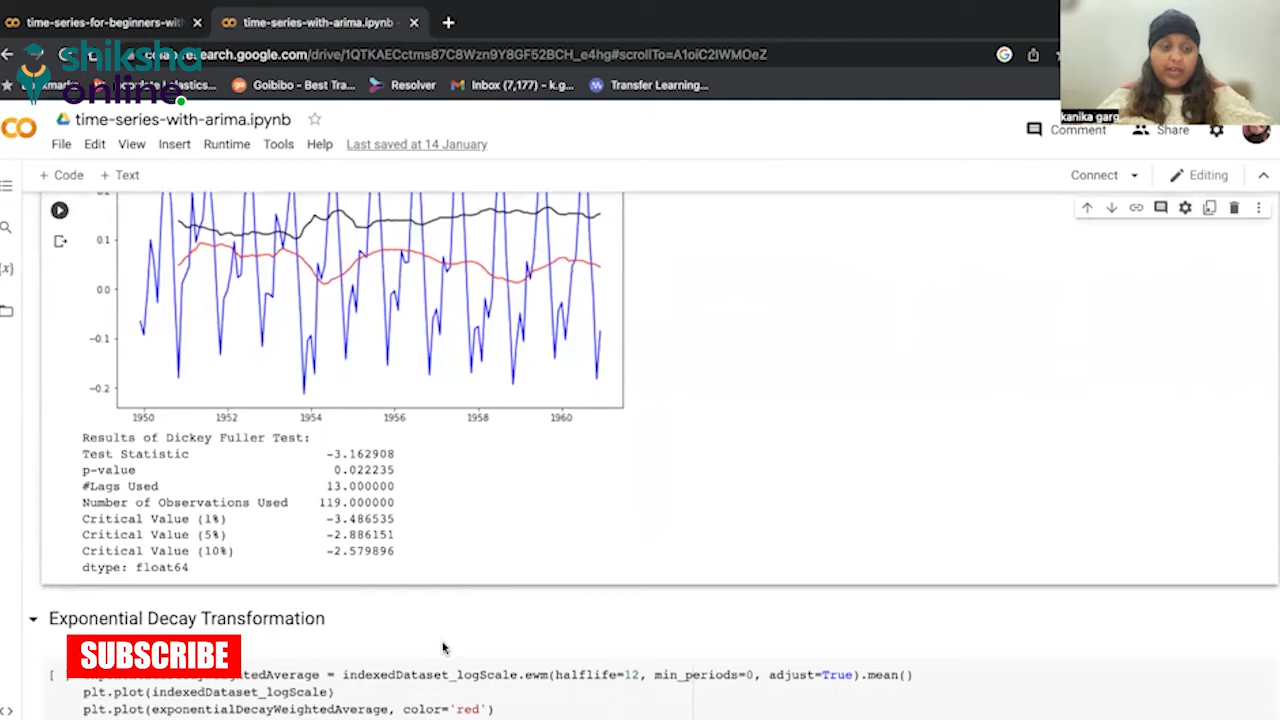 time-series-for-beginners-with
time-series-with-arima.ipynb -
.research.google.com/drive/1QTKAECctms87C8Wzn9Y8GF52BCH_e4hg#scrollTo=A1oiC2IWMOeZ
shiksha
online
Goibibo - Best Tra...
Resolver
Inbox (7,177) - k.g...
Transfer Learning...
kanika garg
time-series-with-arima.ipynb
File
Edit
View
Insert
Runtime
Tools
Help
Last saved at 14 January
Comment
Share
+ Code
+ Text
Connect
Editing
0.1
0.0
−0.1
−0.2
1950
1952
1954
1956
1958
1960
Results of Dickey Fuller Test:
Test Statistic -3.162908
p-value 0.022235
#Lags Used 13.000000
Number of Observations Used 119.000000
Critical Value (1%) -3.486535
Critical Value (5%) -2.886151
Critical Value (10%) -2.579896
dtype: float64
Exponential Decay Transformation
SUBSCRIBE
[ ] tedAverage = indexedDataset_logScale.ewm(halflife=12, min_periods=0, adjust=True).mean()
plt.plot(indexedDataset_logScale)
plt.plot(exponentialDecayWeightedAverage, color='red')